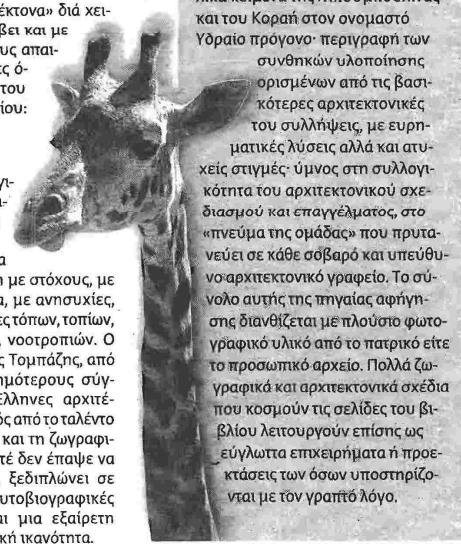 έκτονα» διά χει-
βει και με
υς απαι-
ες ό-
του
ίου:
γι-
α
η με στόχους, με
α, με ανησυχίες,
ες τόπων, τοπίων,
νοοτροπιών. Ο
ς Τομπάζης, από
ημότερους σύγ-
Έλληνες αρχιτέ-
ός από το ταλέντο
και τη ζωγραφι-
τέ δεν έπαψε να
ξεδιπλώνει σε
υτοβιογραφικές
αι μια εξαίρετη
κή ικανότητα.
και του Κοραή στον ονομαστό
Υδραίο πρόγονο· περιγραφή των
συνθηκών υλοποίησης
ορισμένων από τις βασι-
κότερες αρχιτεκτονικές
του συλλήψεις, με ευρη-
ματικές λύσεις αλλά και ατυ-
χείς στιγμές· ύμνος στη συλλογι-
κότητα του αρχιτεκτονικού σχε-
διασμού και επαγγέλματος, στο
«πνεύμα της ομάδας» που πρυτα-
νεύει σε κάθε σοβαρό και υπεύθυ-
νο αρχιτεκτονικό γραφείο. Το σύ-
νολο αυτής της πηγαίας αφήγη-
σης διανθίζεται με πλούσιο φωτο-
γραφικό υλικό από το πατρικό είτε
το προσωπικό αρχείο. Πολλά ζω-
γραφικά και αρχιτεκτονικά σχέδια
που κοσμούν τις σελίδες του βι-
βλίου λειτουργούν επίσης ως
εύγλωττα επιχειρήματα ή προε-
κτάσεις των όσων υποστηρίζο-
νται με τον γραπτό λόγο.